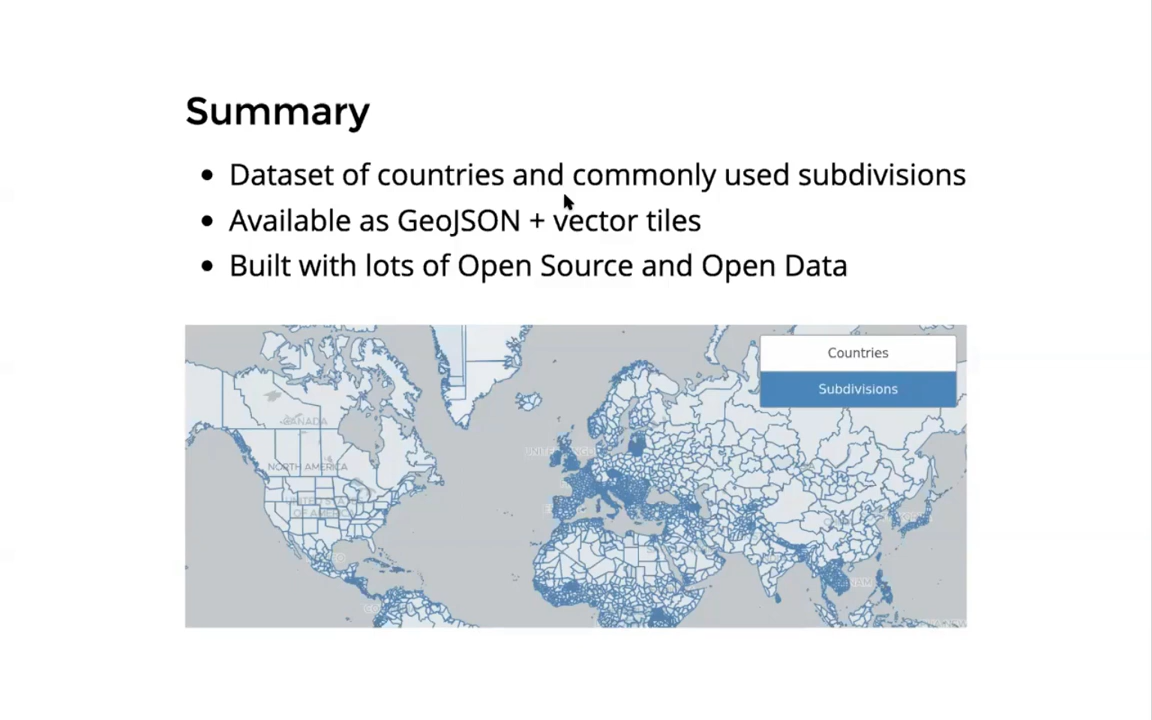 Summary
• Dataset of countries and commonly used subdivisions
• Available as GeoJSON + vector tiles
• Built with lots of Open Source and Open Data
Countries
Subdivisions
CANADA
NORTH AMERICA